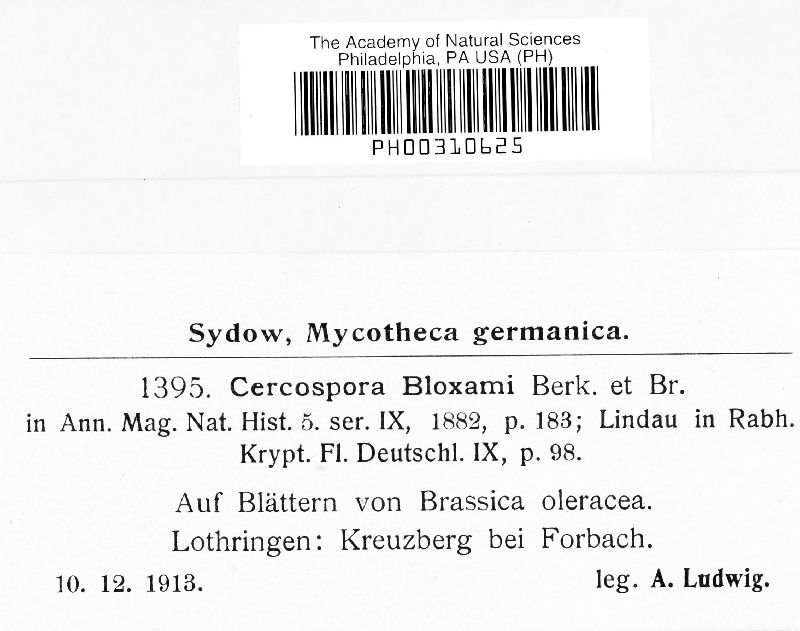 The Academy of Natural Sciences
Philadelphia, PA USA (PH)
PH00310625
Sydow, Mycotheca germanica.
1395. Cercospora Bloxami Berk. et Br.
in Ann. Mag. Nat. Hist. 5. ser. IX, 1882, p. 183; Lindau in Rabh.
Krypt. Fl. Deutschl. IX, p. 98.
Auf Blättern von Brassica oleracea.
Lothringen: Kreuzberg bei Forbach.
10. 12. 1913. leg. A. Ludwig.